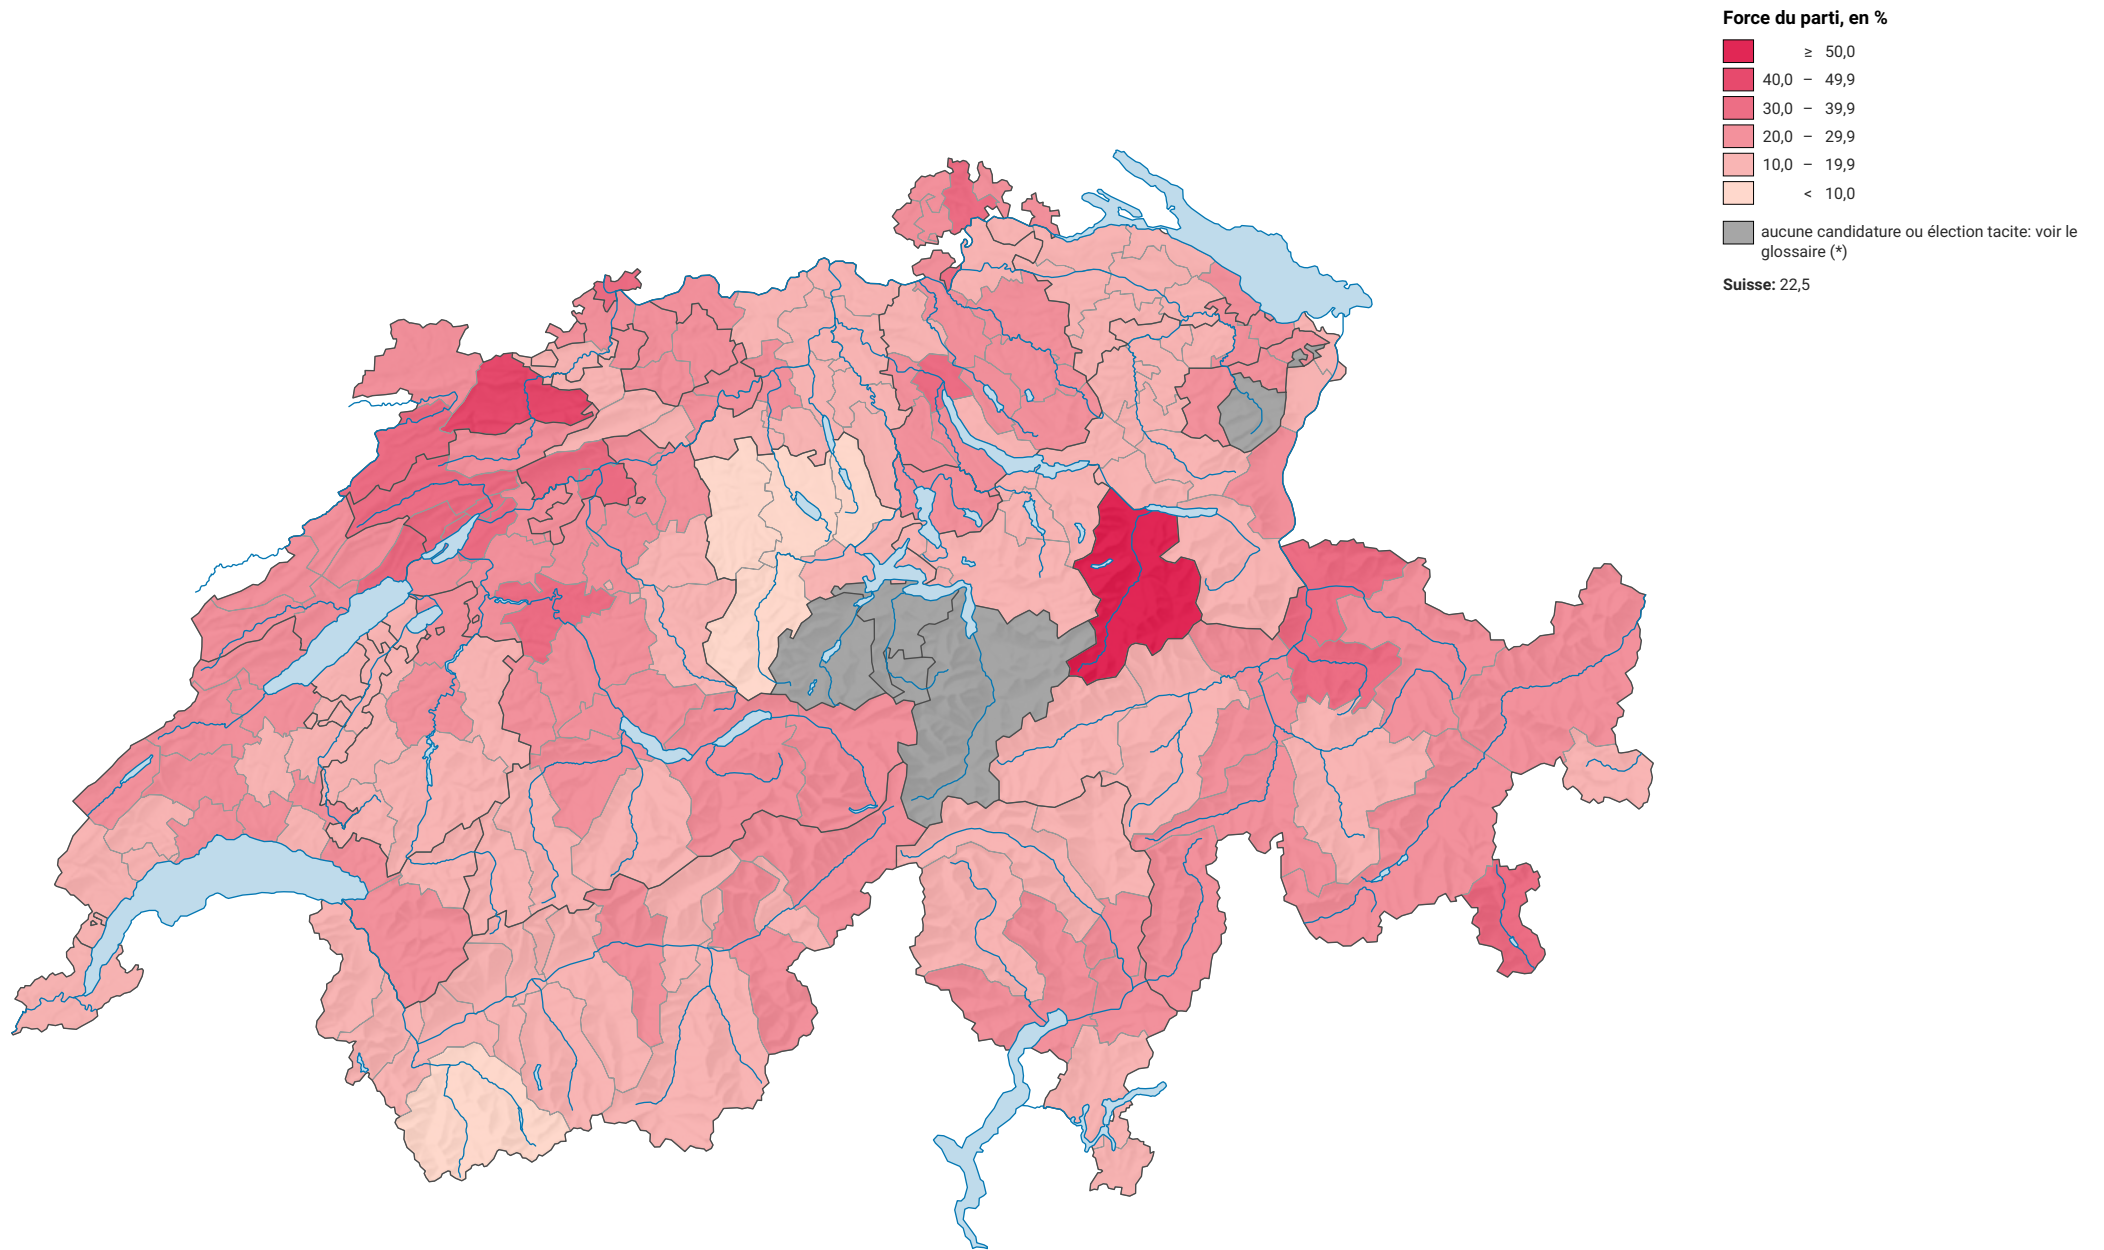 Force du parti, en %
≥ 50,0
40,0 – 49,9
30,0 – 39,9
20,0 – 29,9
10,0 – 19,9
< 10,0
aucune candidature ou élection tacite: voir le
glossaire (*)
Suisse: 22,5